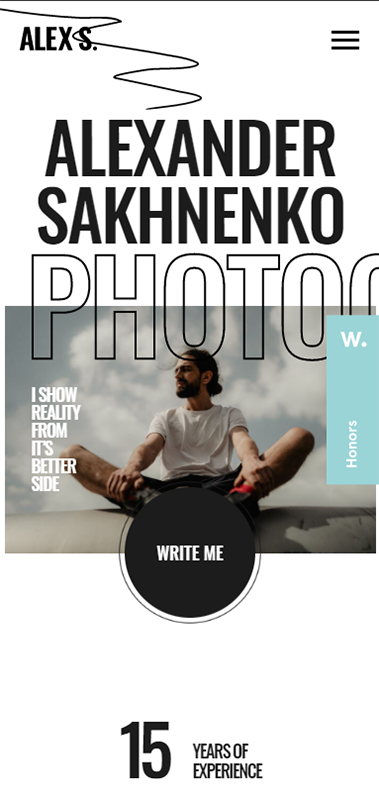 ALEX S.
ALEXANDER
SAKHNENKO
PHOTO
W.
Honors
I SHOW
REALITY
FROM
IT'S
BETTER
SIDE
WRITE ME
15
YEARS OF
EXPERIENCE